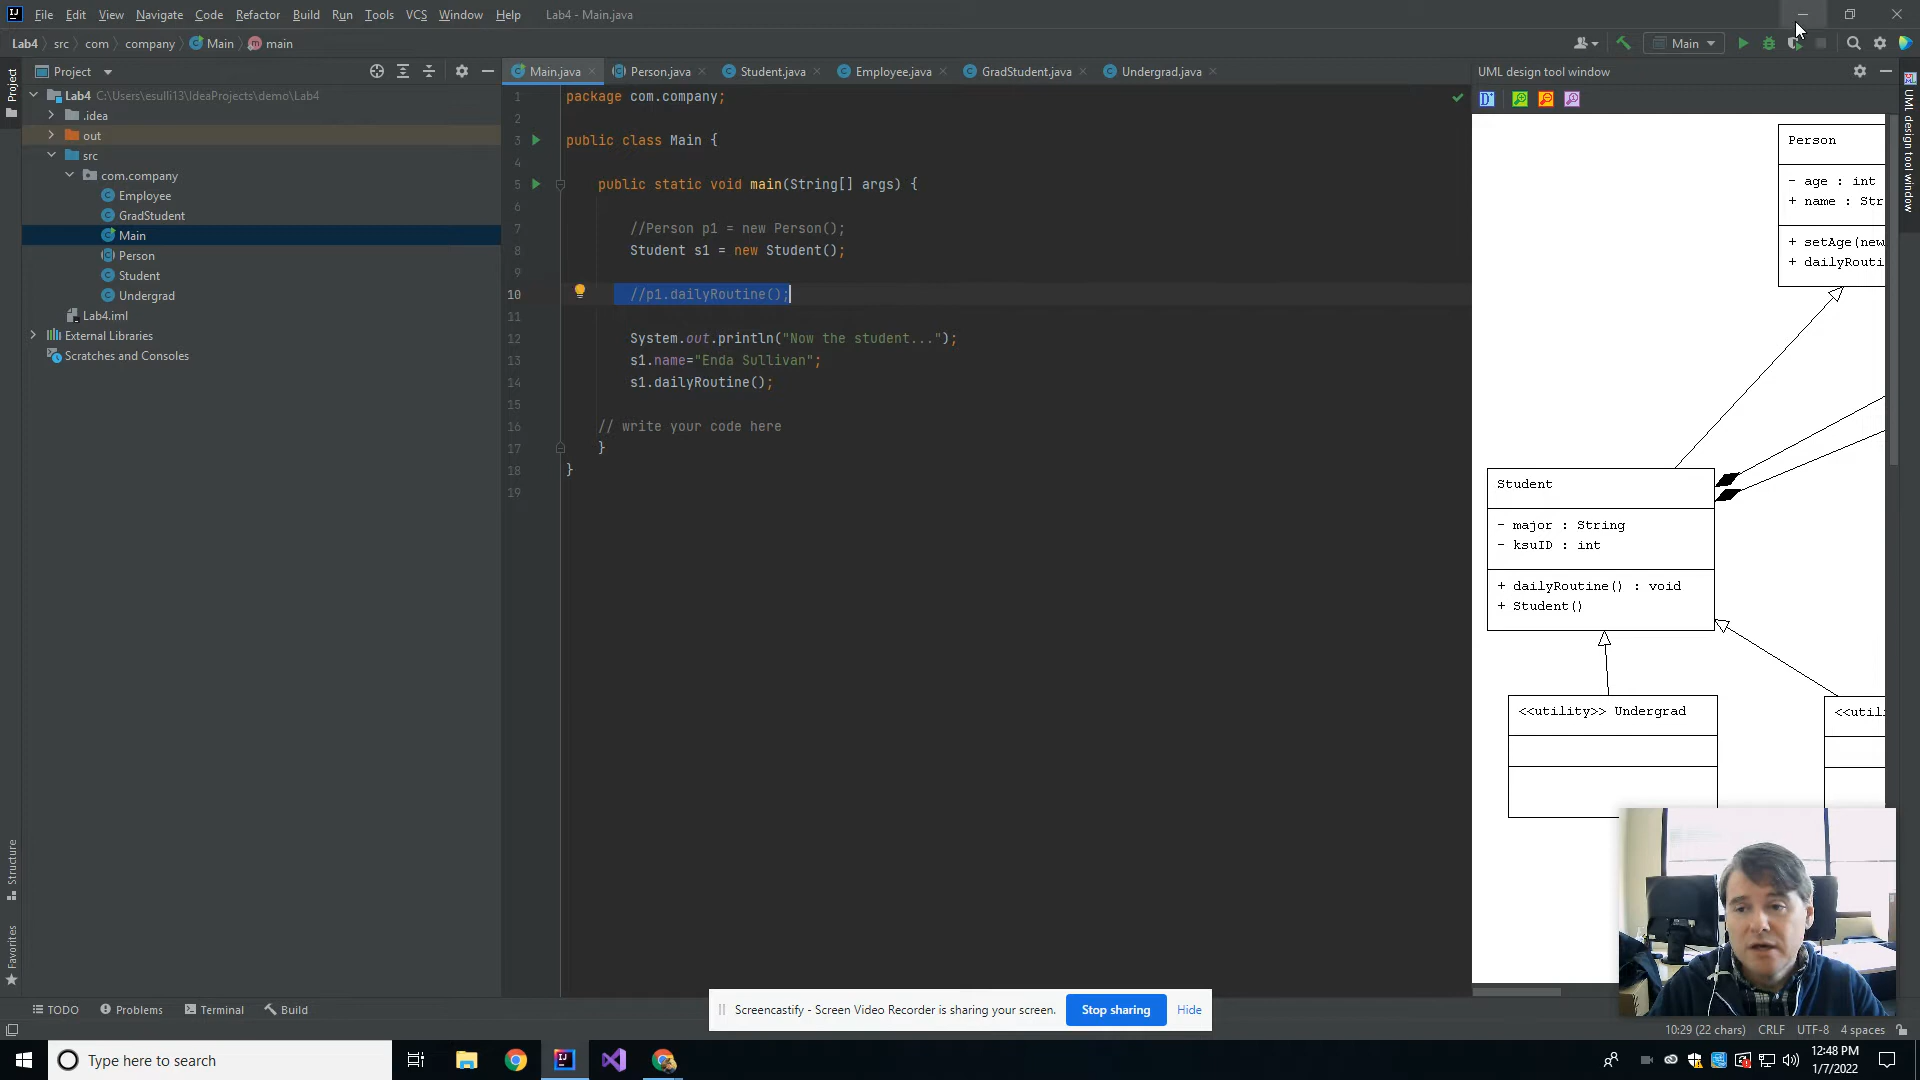 File Edit View Navigate Code Refactor Build Run Tools VCS Window Help Lab4 - Main.java
Lab4 src com company Main main
Main
Project
Project
Main.java Person.java Student.java Employee.java GradStudent.java Undergrad.java
UML design tool window
UML design tool window
Lab4 C:\Users\esulli13\IdeaProjects\demo\Lab4
.idea
out
src
com.company
Employee
GradStudent
Main
Person
Student
Undergrad
Lab4.iml
External Libraries
Scratches and Consoles
1 package com.company;
2
3 public class Main {
4
5 public static void main(String[] args) {
6
7 //Person p1 = new Person();
8 Student s1 = new Student();
9
10 //p1.dailyRoutine();
11
12 System.out.println("Now the student...");
13 s1.name="Enda Sullivan";
14 s1.dailyRoutine();
15
16 // write your code here
17 }
18 }
19
Person
- age : int
+ name : Str
+ setAge(new
+ dailyRouti
Student
- major : String
- ksuID : int
+ dailyRoutine() : void
+ Student()
<<utility>> Undergrad
<<util
Structure
Favorites
TODO Problems Terminal Build
Screencastify - Screen Video Recorder is sharing your screen. Stop sharing Hide
10:29 (22 chars) CRLF UTF-8 4 spaces
Type here to search
12:48 PM
1/7/2022